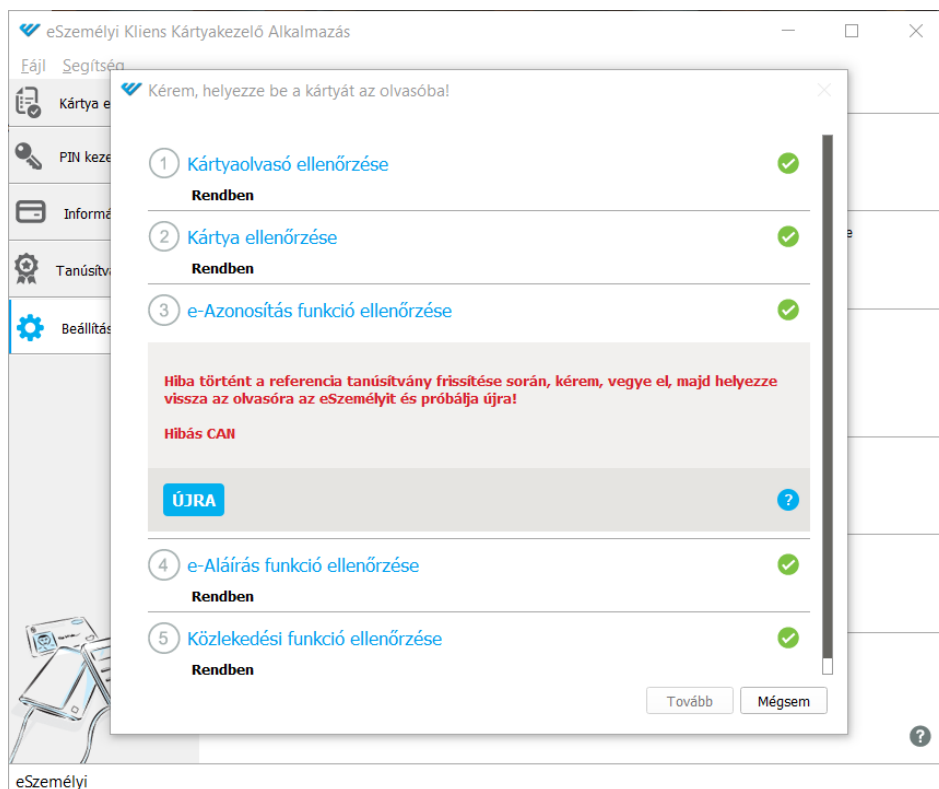 eSzemélyi Kliens Kártyakezelő Alkalmazás
Fájl Segítség
Kérem, helyezze be a kártyát az olvasóba!
Kártya e
PIN keze
Informá
Tanúsítvá
Beállítás
1 Kártyaolvasó ellenőrzése
Rendben
2 Kártya ellenőrzése
Rendben
3 e-Azonosítás funkció ellenőrzése
Hiba történt a referencia tanúsítvány frissítése során, kérem, vegye el, majd helyezze
vissza az olvasóra az eSzemélyit és próbálja újra!
Hibás CAN
ÚJRA
?
4 e-Aláírás funkció ellenőrzése
Rendben
5 Közlekedési funkció ellenőrzése
Rendben
Tovább Mégsem
e
?
eSzemélyi